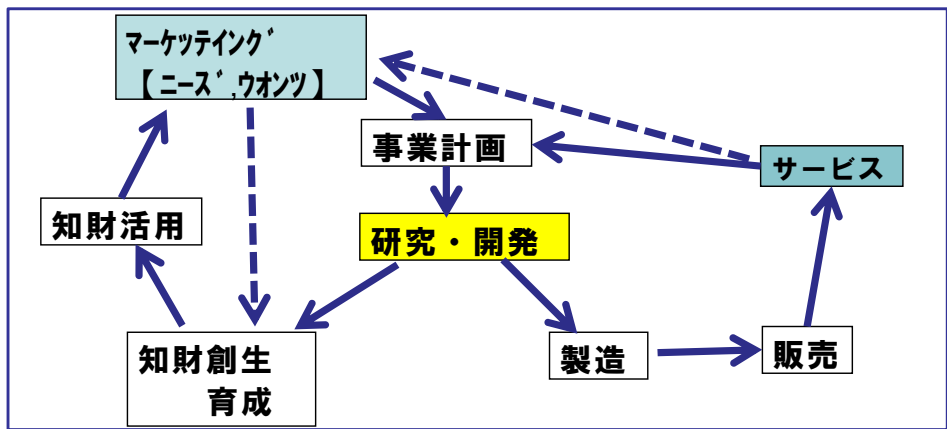 マーケッテイング゛
【 ニース゛,ウオンツ 】
事業計画
サービス
知財活用
研究・開発
知財創生
育成
製造
販売